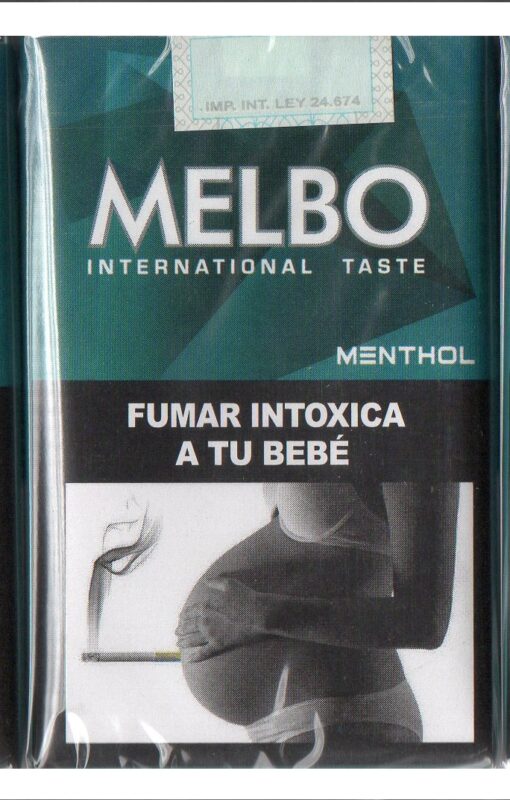 IMP. INT. LEY 24.674
MELBO
INTERNATIONAL TASTE
MENTHOL
FUMAR INTOXICA
A TU BEBÉ